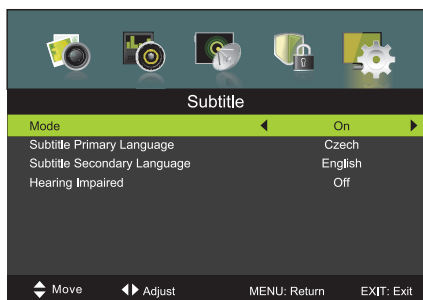 Subtitle
Mode On
Subtitle Primary Language Czech
Subtitle Secondary Language English
Hearing Impaired Off
Move Adjust MENU: Return EXIT: Exit